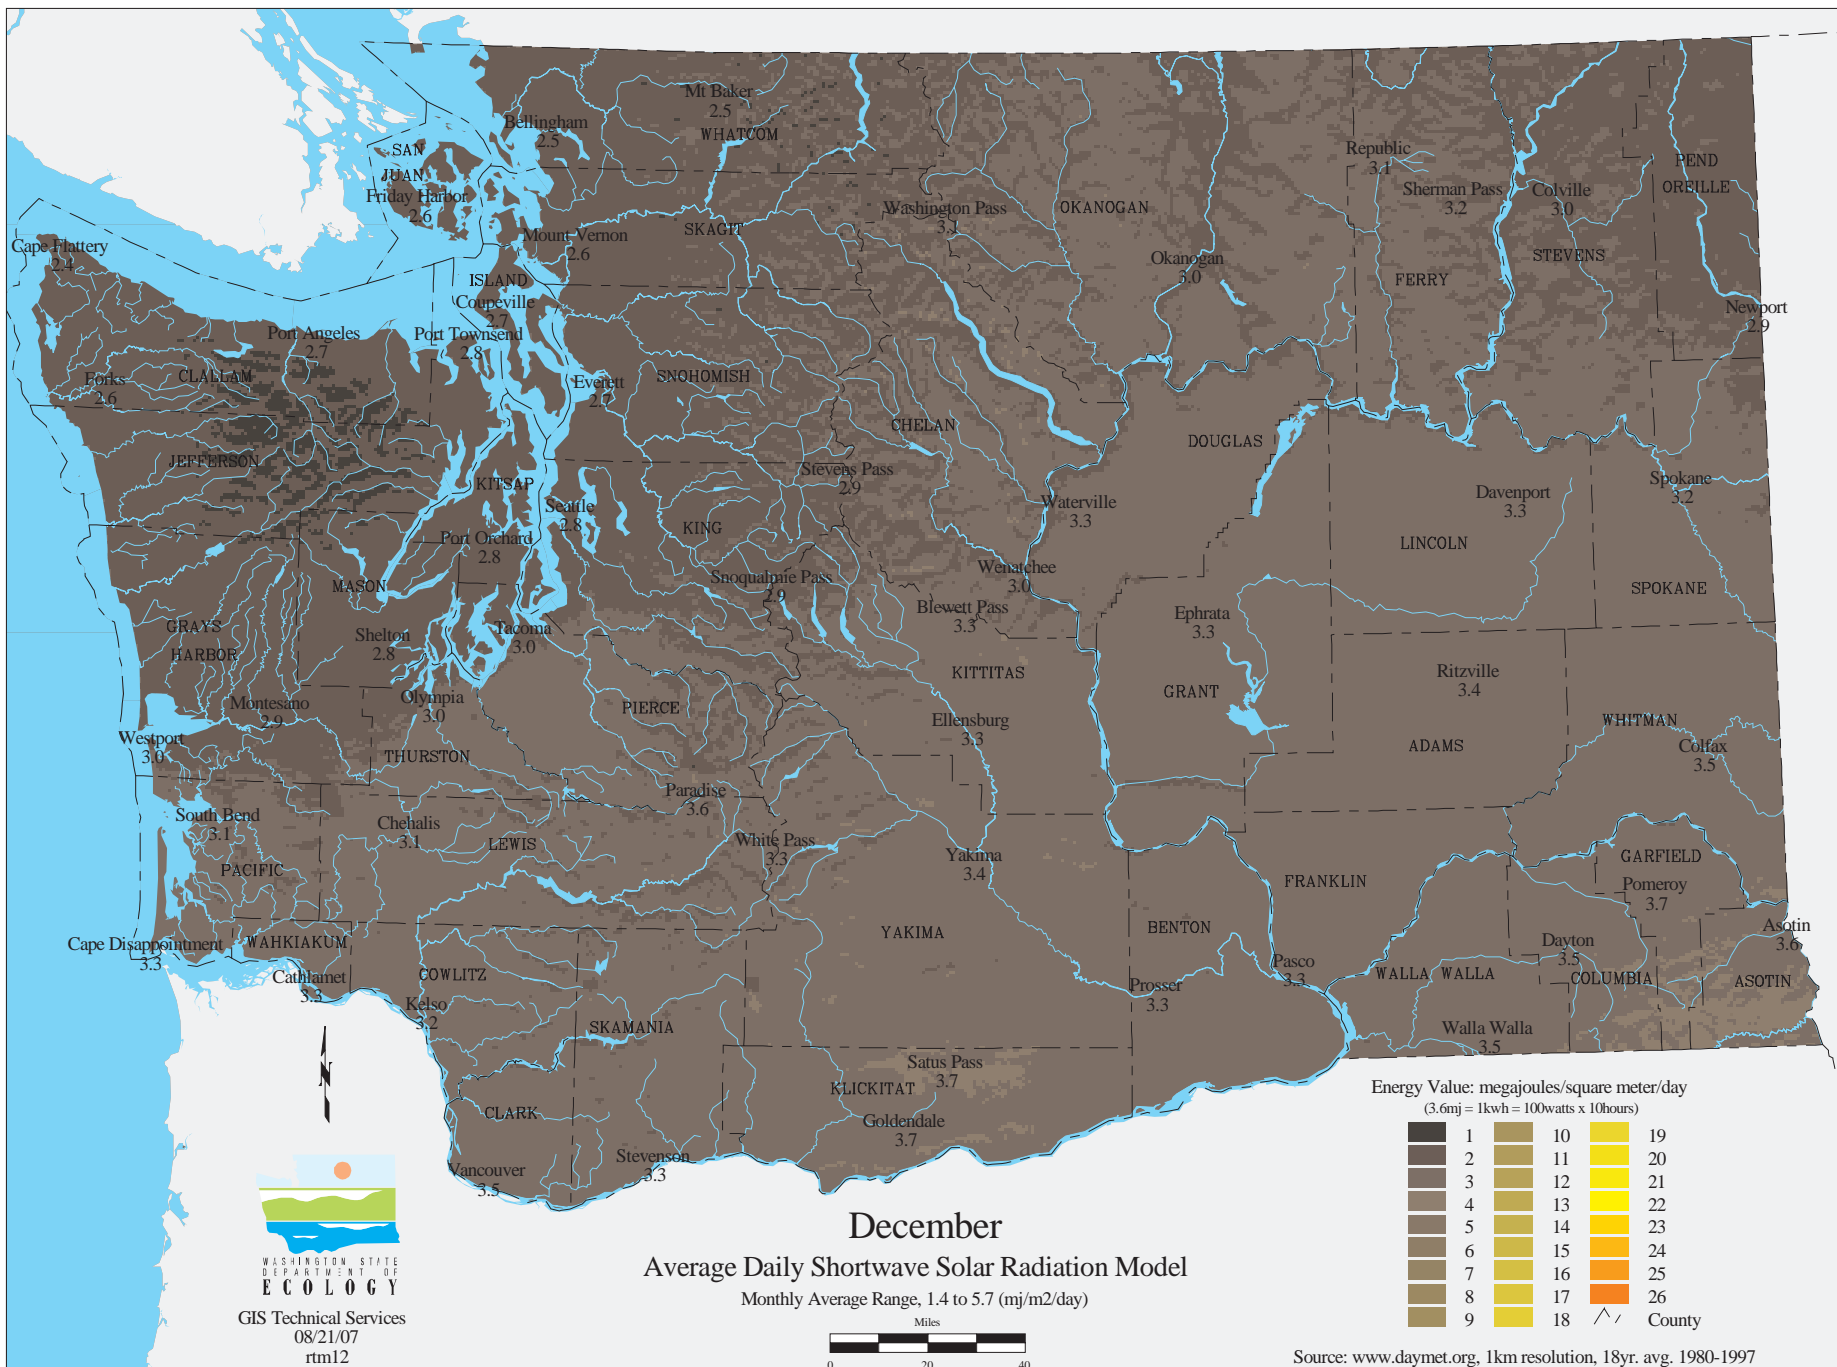 Mt Baker
2.5
Bellingham
2.5
WHATCOM
SAN
JUAN
Friday Harbor
2.6
Republic
3.1
Sherman Pass
3.2
Colville
3.0
PEND
OREILLE
Washington Pass
3.1
OKANOGAN
SKAGIT
Mount Vernon
2.6
Cape Flattery
2.4
Okanogan
3.0
STEVENS
FERRY
ISLAND
Coupeville
2.7
Newport
2.9
Port Angeles
2.7
Port Townsend
2.8
CLALLAM
Forks
2.6
Everett
2.7
SNOHOMISH
CHELAN
DOUGLAS
JEFFERSON
KITSAP
Stevens Pass
2.9
Seattle
2.8
Waterville
3.3
Davenport
3.3
Spokane
3.2
KING
Port Orchard
2.8
LINCOLN
MASON
Snoqualmie Pass
2.9
Wenatchee
3.0
SPOKANE
Blewett Pass
3.3
Ephrata
3.3
GRAYS
HARBOR
Shelton
2.8
Tacoma
3.0
KITTITAS
Ritzville
3.4
GRANT
Olympia
3.0
Montesano
2.9
PIERCE
Ellensburg
3.3
WHITMAN
Westport
3.0
THURSTON
ADAMS
Colfax
3.5
Paradise
3.6
South Bend
3.1
Chehalis
3.1
LEWIS
White Pass
3.3
Yakima
3.4
GARFIELD
PACIFIC
FRANKLIN
Pomeroy
3.7
Cape Disappointment
3.3
WAHKIAKUM
YAKIMA
BENTON
Dayton
3.5
Asotin
3.6
Cathlamet
3.3
COWLITZ
Pasco
3.3
WALLA WALLA
COLUMBIA
ASOTIN
Kelso
3.2
Prosser
3.3
SKAMANIA
Walla Walla
3.5
Satus Pass
3.7
KLICKITAT
CLARK
Goldendale
3.7
Vancouver
3.5
Stevenson
3.3
N
Energy Value: megajoules/square meter/day
(3.6mj = 1kwh = 100watts x 10hours)
1 10 19
2 11 20
3 12 21
4 13 22
5 14 23
6 15 24
7 16 25
8 17 26
9 18 County
WASHINGTON STATE
DEPARTMENT OF
ECOLOGY
GIS Technical Services
08/21/07
rtm12
December
Average Daily Shortwave Solar Radiation Model
Monthly Average Range, 1.4 to 5.7 (mj/m2/day)
Miles
0 20 40
Source: www.daymet.org, 1km resolution, 18yr. avg. 1980-1997